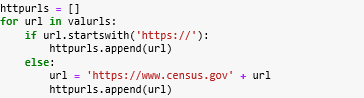 httpurls = []
for url in valurls:
    if url.startswith('https://'):
        httpurls.append(url)
    else:
        url = 'https://www.census.gov' + url
        httpurls.append(url)